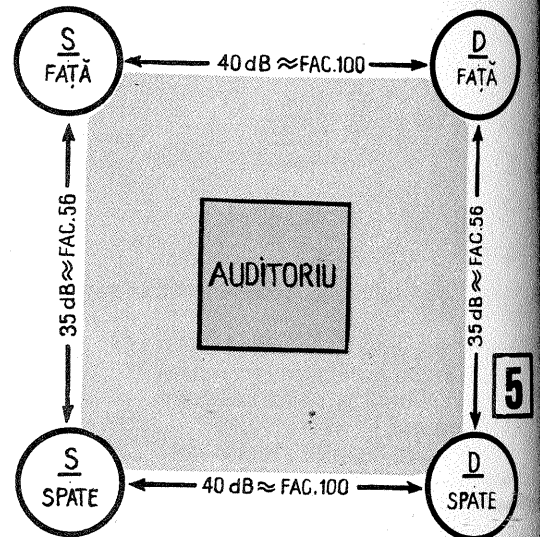 S
FAȚĂ
40 dB ≈ FAC.100
D
FAȚĂ
35 dB ≈ FAC.56
AUDITORIU
35 dB ≈ FAC.56
5
S
SPATE
40 dB ≈ FAC.100
D
SPATE